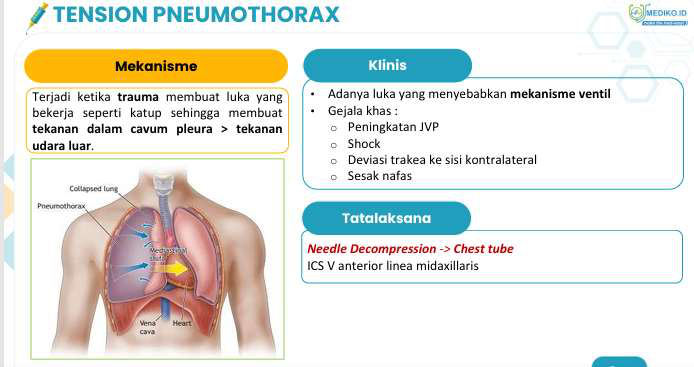 TENSION PNEUMOTHORAX
MEDIKO.ID
Mekanisme
Terjadi ketika trauma membuat luka yang
bekerja seperti katup sehingga membuat
tekanan dalam cavum pleura > tekanan
udara luar.
Collapsed lung
Pneumothorax
Mediastinal
shift
Vena
cava
Heart
Klinis
• Adanya luka yang menyebabkan mekanisme ventil
• Gejala khas :
o Peningkatan JVP
o Shock
o Deviasi trakea ke sisi kontralateral
o Sesak nafas
Tatalaksana
Needle Decompression -> Chest tube
ICS V anterior linea midaxillaris